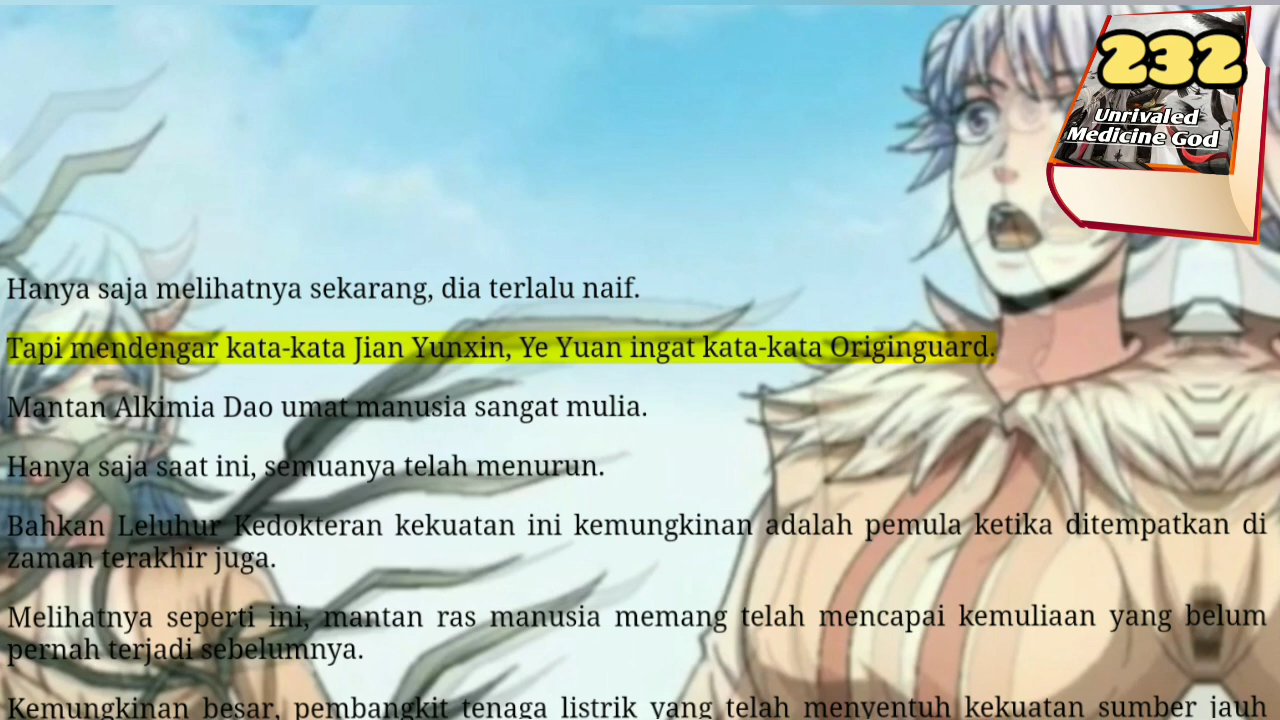 232
Unrivaled
Medicine God
Hanya saja melihatnya sekarang, dia terlalu naif.
Tapi mendengar kata-kata Jian Yunxin, Ye Yuan ingat kata-kata Originguard.
Mantan Alkimia Dao umat manusia sangat mulia.
Hanya saja saat ini, semuanya telah menurun.
Bahkan Leluhur Kedokteran kekuatan ini kemungkinan adalah pemula ketika ditempatkan di
zaman terakhir juga.
Melihatnya seperti ini, mantan ras manusia memang telah mencapai kemuliaan yang belum
pernah terjadi sebelumnya.
Kemungkinan besar, pembangkit tenaga listrik yang telah menyentuh kekuatan sumber jauh